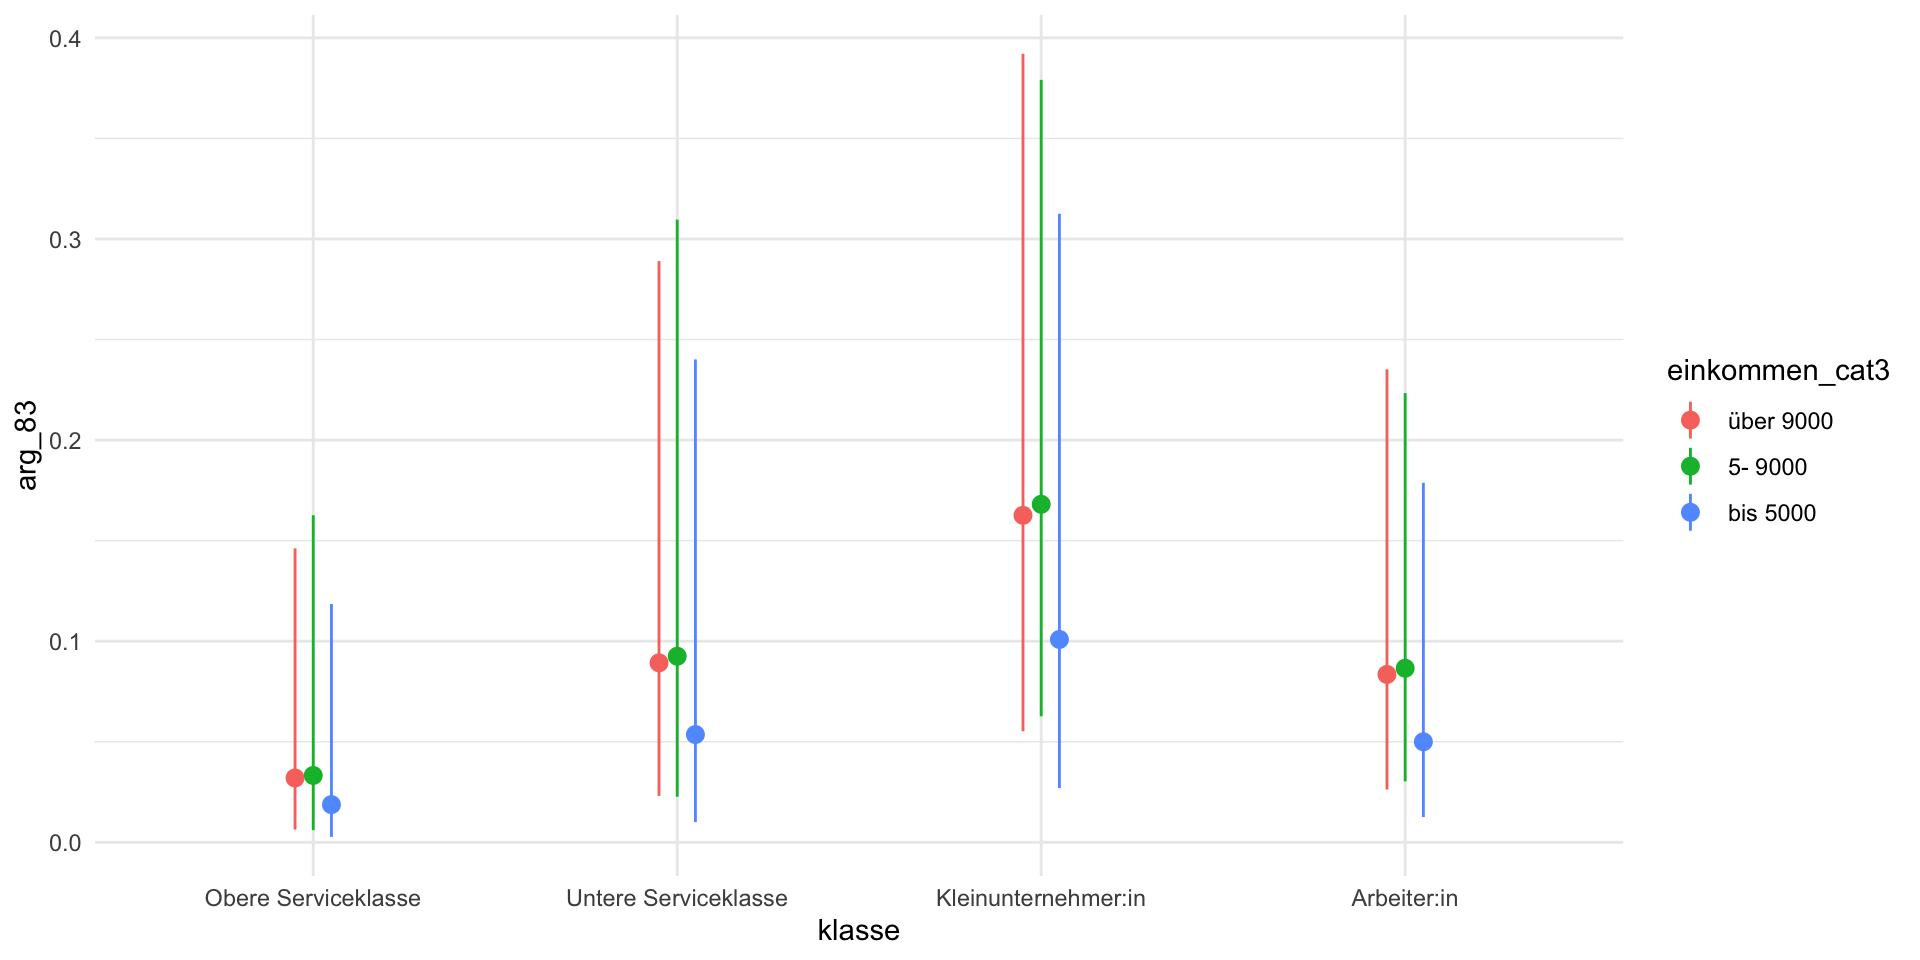 0.4
0.3
0.2
0.1
0.0
arg_83
Obere Serviceklasse
Untere Serviceklasse
Kleinunternehmer:in
Arbeiter:in
klasse
einkommen_cat3
über 9000
5- 9000
bis 5000